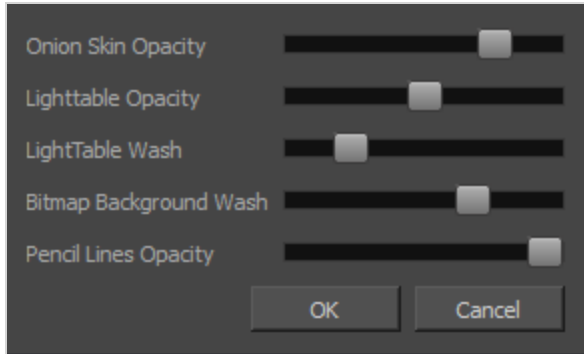 Onion Skin Opacity
Lighttable Opacity
LightTable Wash
Bitmap Background Wash
Pencil Lines Opacity
OK Cancel